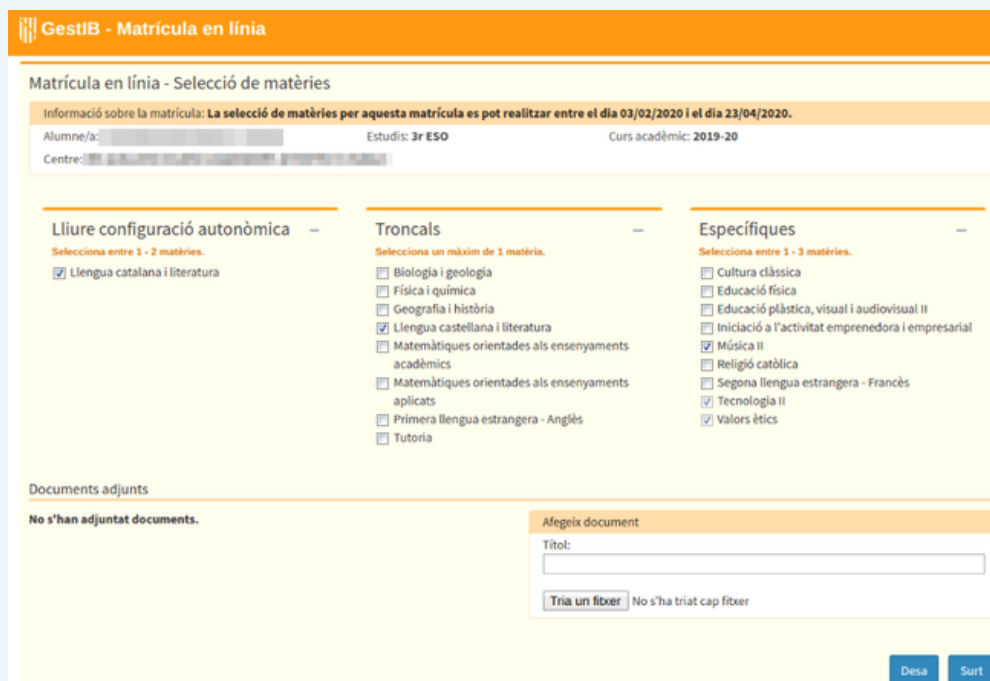 GestIB - Matrícula en línia
Matrícula en línia - Selecció de matèries
Informació sobre la matrícula: La selecció de matèries per aquesta matrícula es pot realitzar entre el dia 03/02/2020 i el dia 23/04/2020.
Alumne/a: Estudis: 3r ESO Curs acadèmic: 2019-20
Centre:
Lliure configuració autonòmica
Selecciona entre 1 - 2 matèries.
Llengua catalana i literatura
Troncals
Selecciona un màxim de 1 matèria.
Biologia i geologia
Física i química
Geografia i història
Llengua castellana i literatura
Matemàtiques orientades als ensenyaments
acadèmics
Matemàtiques orientades als ensenyaments
aplicats
Primera llengua estrangera - Anglès
Tutoria
Específiques
Selecciona entre 1 - 3 matèries.
Cultura clàssica
Educació física
Educació plàstica, visual i audiovisual II
Iniciació a l'activitat emprenedora i empresarial
Música II
Religió catòlica
Segona llengua estrangera - Francès
Tecnologia II
Valors ètics
Documents adjunts
No s'han adjuntat documents.
Afegeix document
Títol:
Tria un fitxer No s'ha triat cap fitxer
Desa Surt